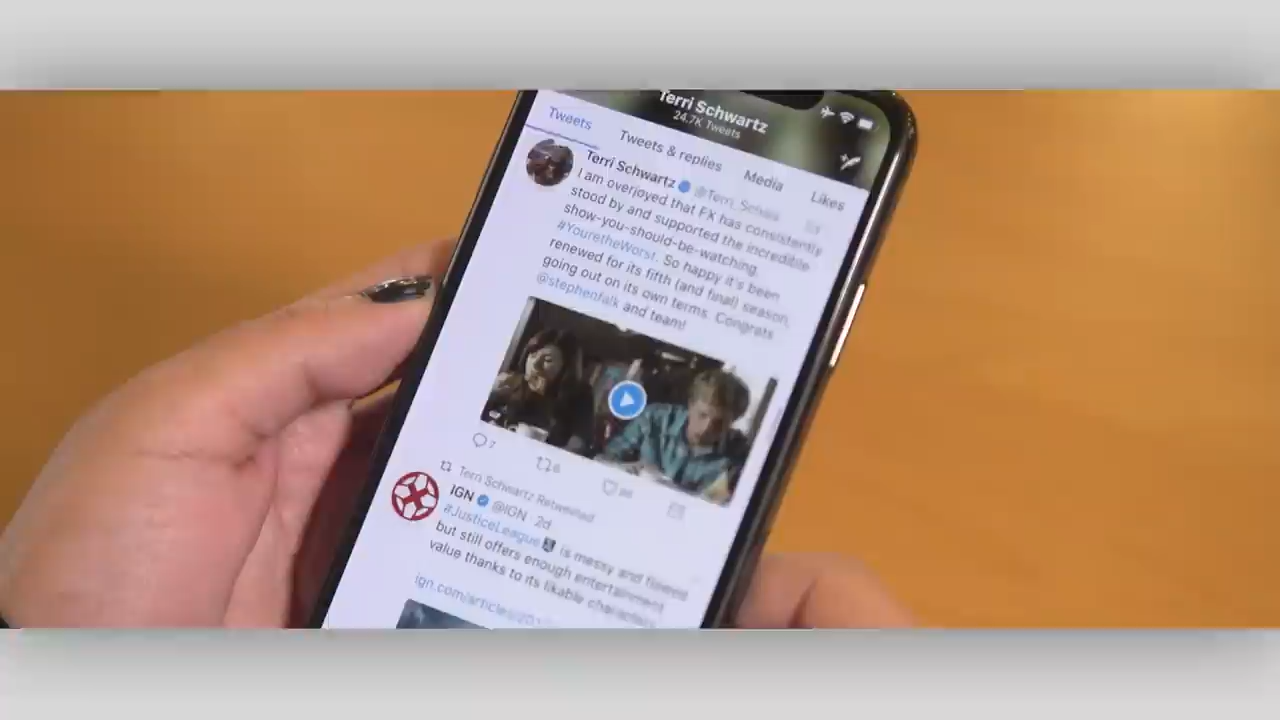 Terri Schwartz
24.7K Tweets
Tweets
Tweets & replies
Media
Likes
Terri Schwartz
I am overjoyed that FX has consistently
stood by and supported the incredible
show-you-should-be-watching,
#YouretheWorst. So happy it's been
renewed for its fifth (and final) season,
going out on its own terms. Congrats
@stephenfalk and team!
7
6
Terri Schwartz Retweeted
IGN @IGN · 2d
#JusticeLeague is messy and flawed
but still offers enough entertainment
value thanks to its likable characters
ign.com/articles/